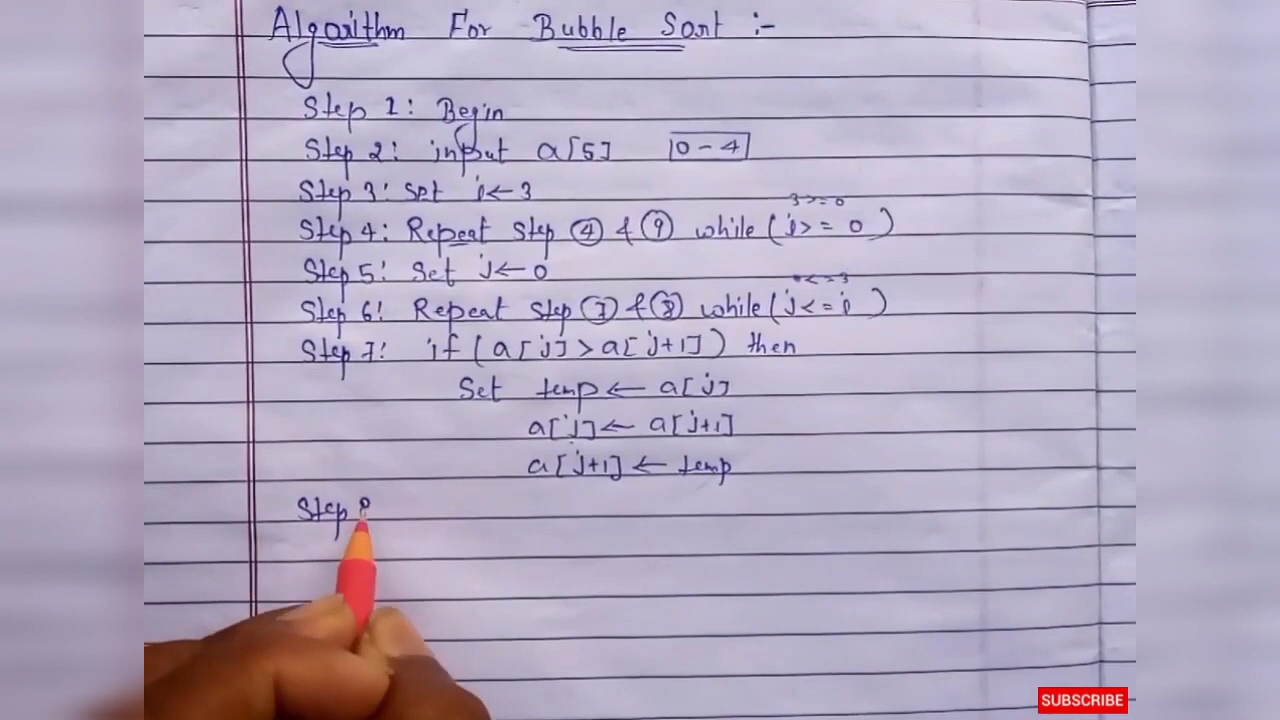 Algorithm For Bubble Sort :-
Step 1: Begin
Step 2: input a[5] 0-4
Step 3: set i←3
3>=0
Step 4: Repeat step 4 & 9 while (i>=0)
Step 5: Set j←0
0<=3
Step 6: Repeat step 7 & 8 while (j<=i)
Step 7: if (a[j]>a[j+1]) then
Set temp ← a[j]
a[j]← a[j+1]
a[j+1] ← temp
Step
SUBSCRIBE